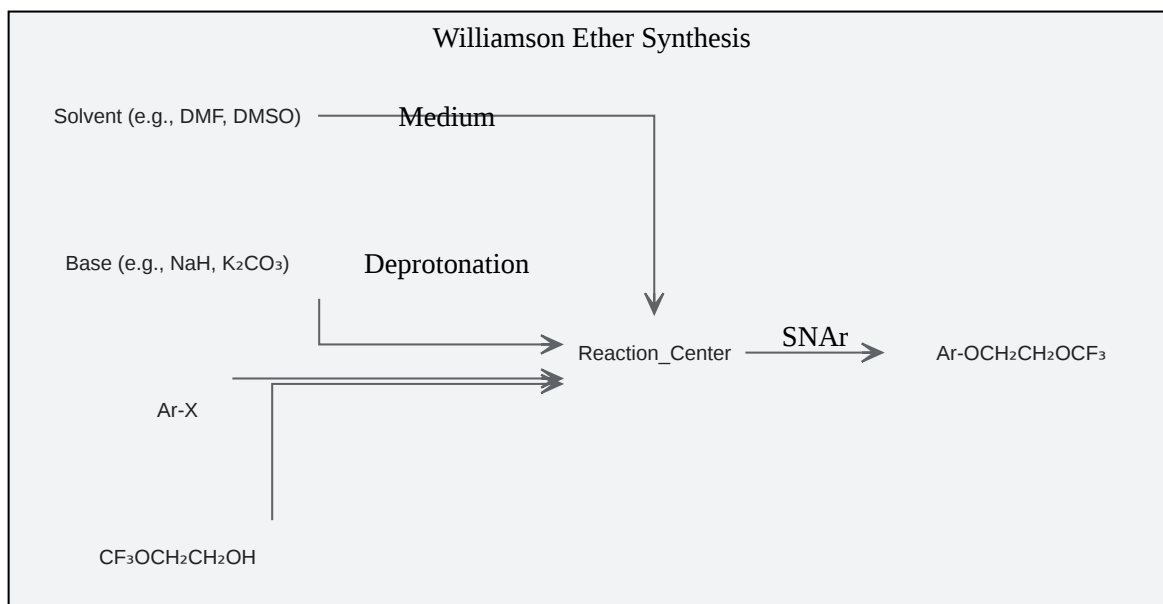 Williamson Ether Synthesis
Solvent (e.g., DMF, DMSO)
Medium
Base (e.g., NaH, K₂CO₃)
Deprotonation
Reaction_Center
SNAr
Ar-OCH₂CH₂OCF₃
Ar-X
CF₃OCH₂CH₂OH